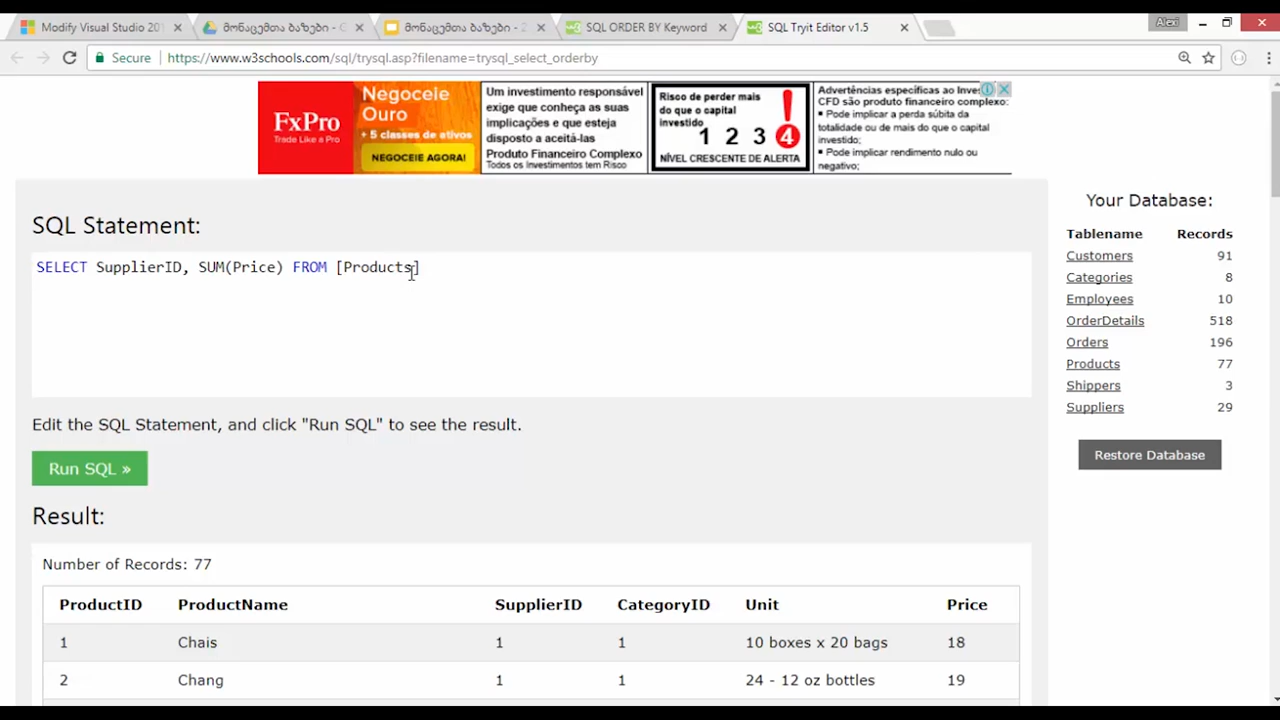 Modify Visual Studio 201
მონაცემთა ბაზები - G
მონაცემთა ბაზები - 2
SQL ORDER BY Keyword
SQL Tryit Editor v1.5
Alexi
Secure
https://www.w3schools.com/sql/trysql.asp?filename=trysql_select_orderby
FxPro
Trade Like a Pro
Negoceie
Ouro
+ 5 classes de ativos
NEGOCEIE AGORA!
Um investimento responsável
exige que conheça as suas
implicações e que esteja
disposto a aceitá-las
Produto Financeiro Complexo
Todos os Investimentos tem Risco
Risco de perder mais
do que o capital
investido
1 2 3 4
NÍVEL CRESCENTE DE ALERTA
Advertências específicas ao Inves
CFD são produto financeiro complexo:
• Pode implicar a perda súbita da
totalidade ou de mais do que o capital
investido;
• Pode implicar rendimento nulo ou
negativo;
SQL Statement:
SELECT SupplierID, SUM(Price) FROM [Products]
Edit the SQL Statement, and click "Run SQL" to see the result.
Run SQL »
Result:
Number of Records: 77
ProductID ProductName SupplierID CategoryID Unit Price
1 Chais 1 1 10 boxes x 20 bags 18
2 Chang 1 1 24 - 12 oz bottles 19
Your Database:
Tablename Records
Customers 91
Categories 8
Employees 10
OrderDetails 518
Orders 196
Products 77
Shippers 3
Suppliers 29
Restore Database